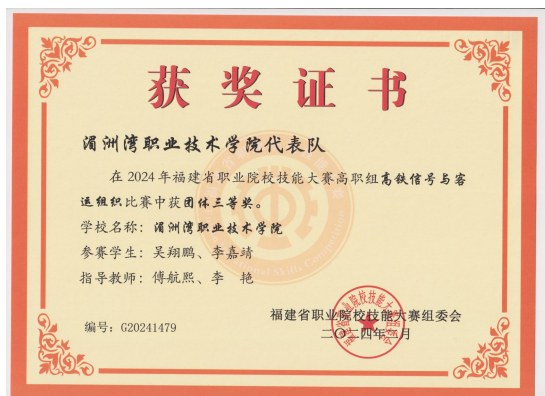 获奖证书
湄洲湾职业技术学院代表队
在2024年福建省职业院校技能大赛高职组高铁信号与客
运组织比赛中获团体三等奖。
学校名称：湄洲湾职业技术学院
参赛学生：吴翔鹏、李嘉靖
指导教师：傅航熙、李 艳
福建省职业院校技能大赛组委会
编号：G20241479